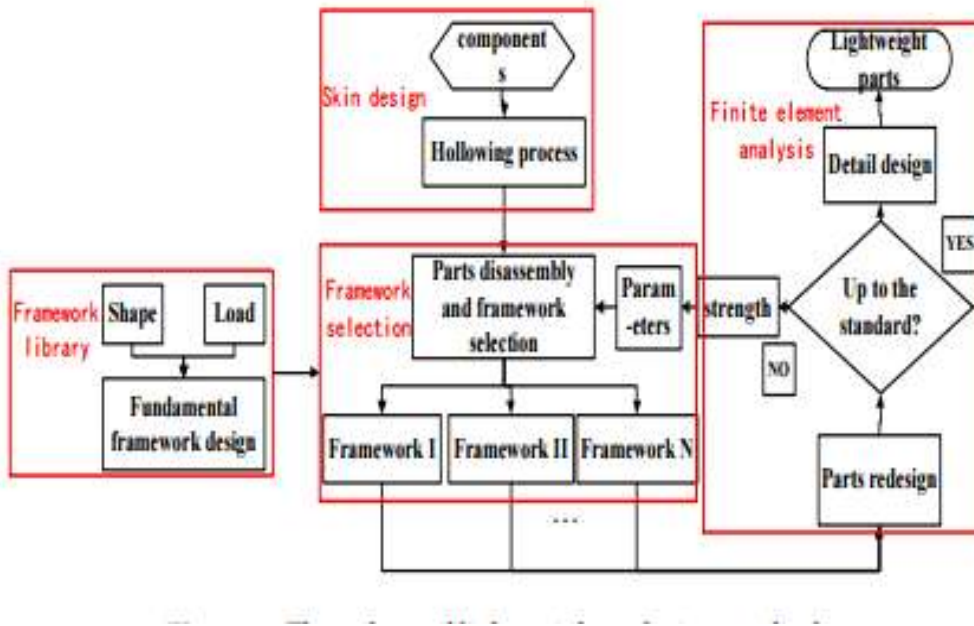 component
s
Skin design
Hollowing process
Lightweight
parts
Finite element
analysis
Detail design
YES
Up to the
standard?
NO
strength
Param
-eters
Parts redesign
Framework
library
Shape
Load
Fundamental
framework design
Framework
selection
Parts disassembly
and framework
selection
Framework I
Framework II
Framework N
...